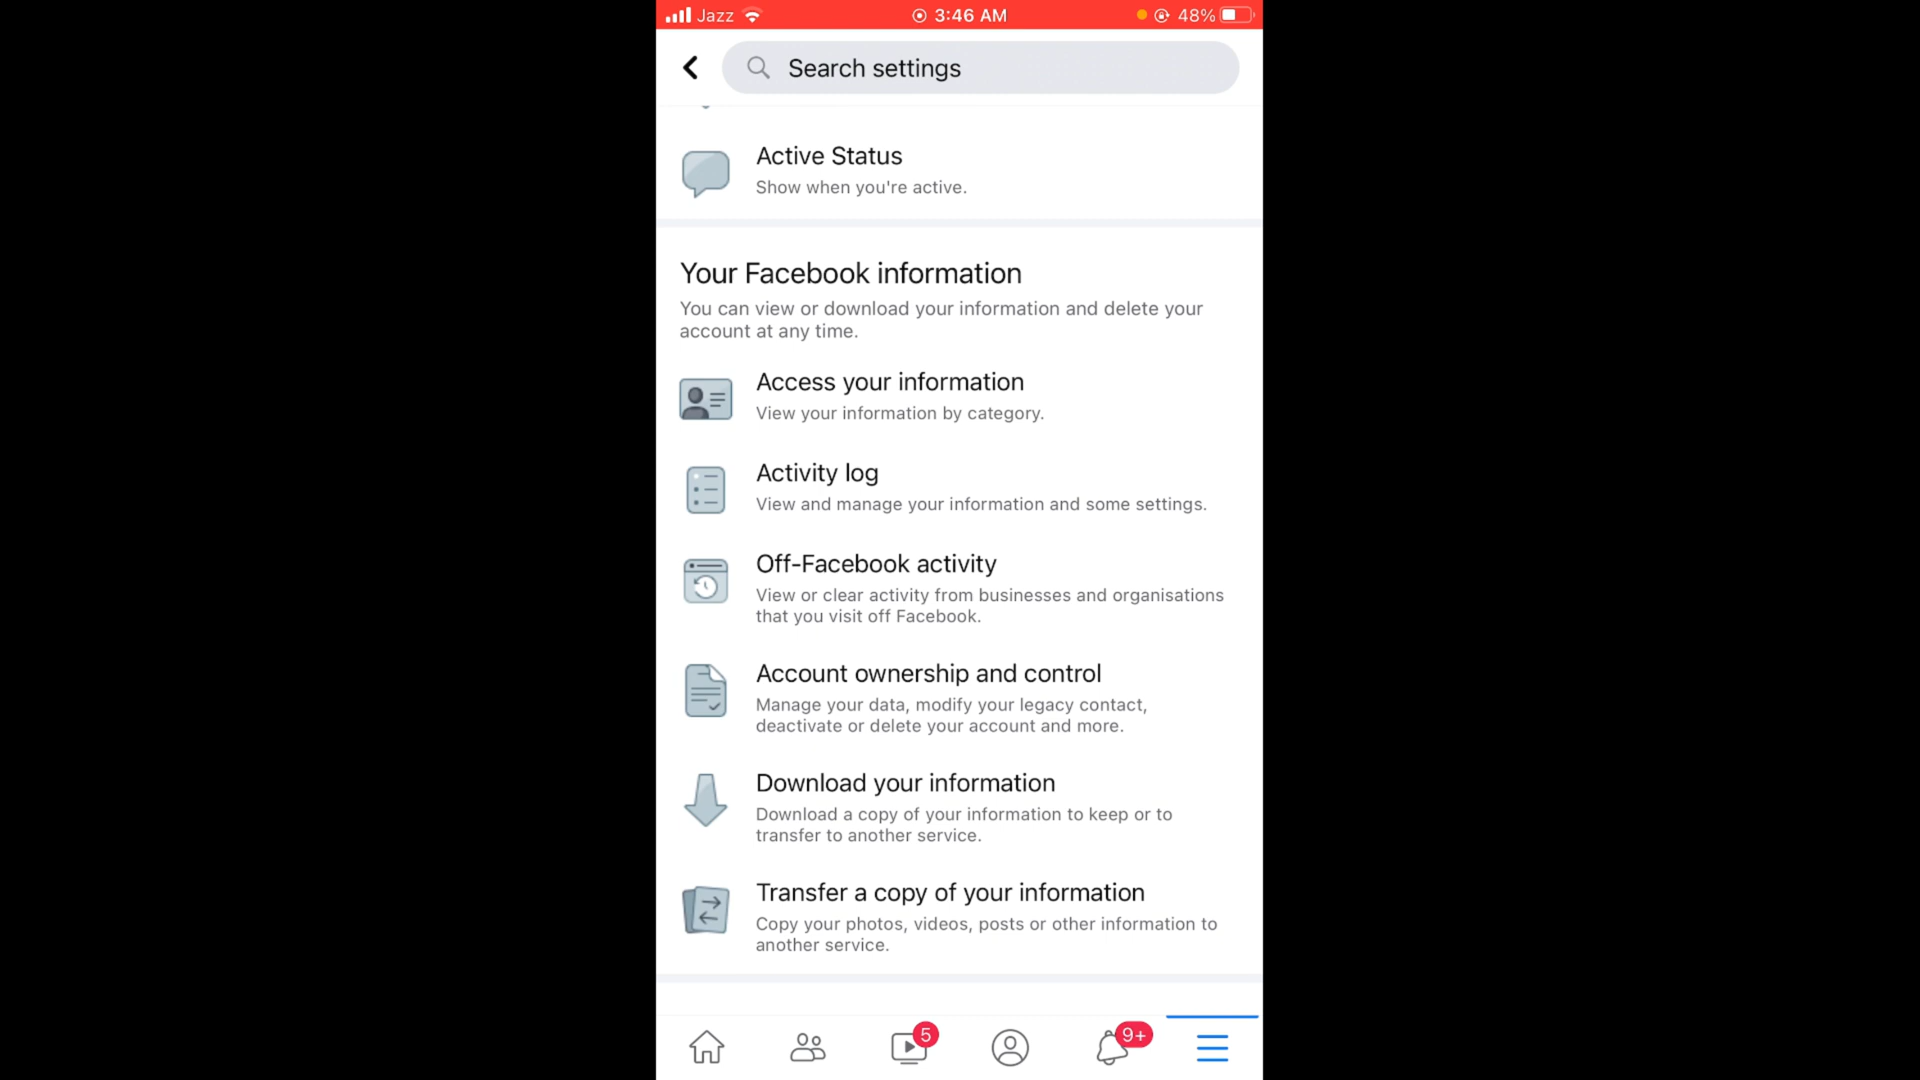 Jazz 3:46 AM 48%
Search settings
Active Status
Show when you're active.
Your Facebook information
You can view or download your information and delete your
account at any time.
Access your information
View your information by category.
Activity log
View and manage your information and some settings.
Off-Facebook activity
View or clear activity from businesses and organisations
that you visit off Facebook.
Account ownership and control
Manage your data, modify your legacy contact,
deactivate or delete your account and more.
Download your information
Download a copy of your information to keep or to
transfer to another service.
Transfer a copy of your information
Copy your photos, videos, posts or other information to
another service.
5 9+